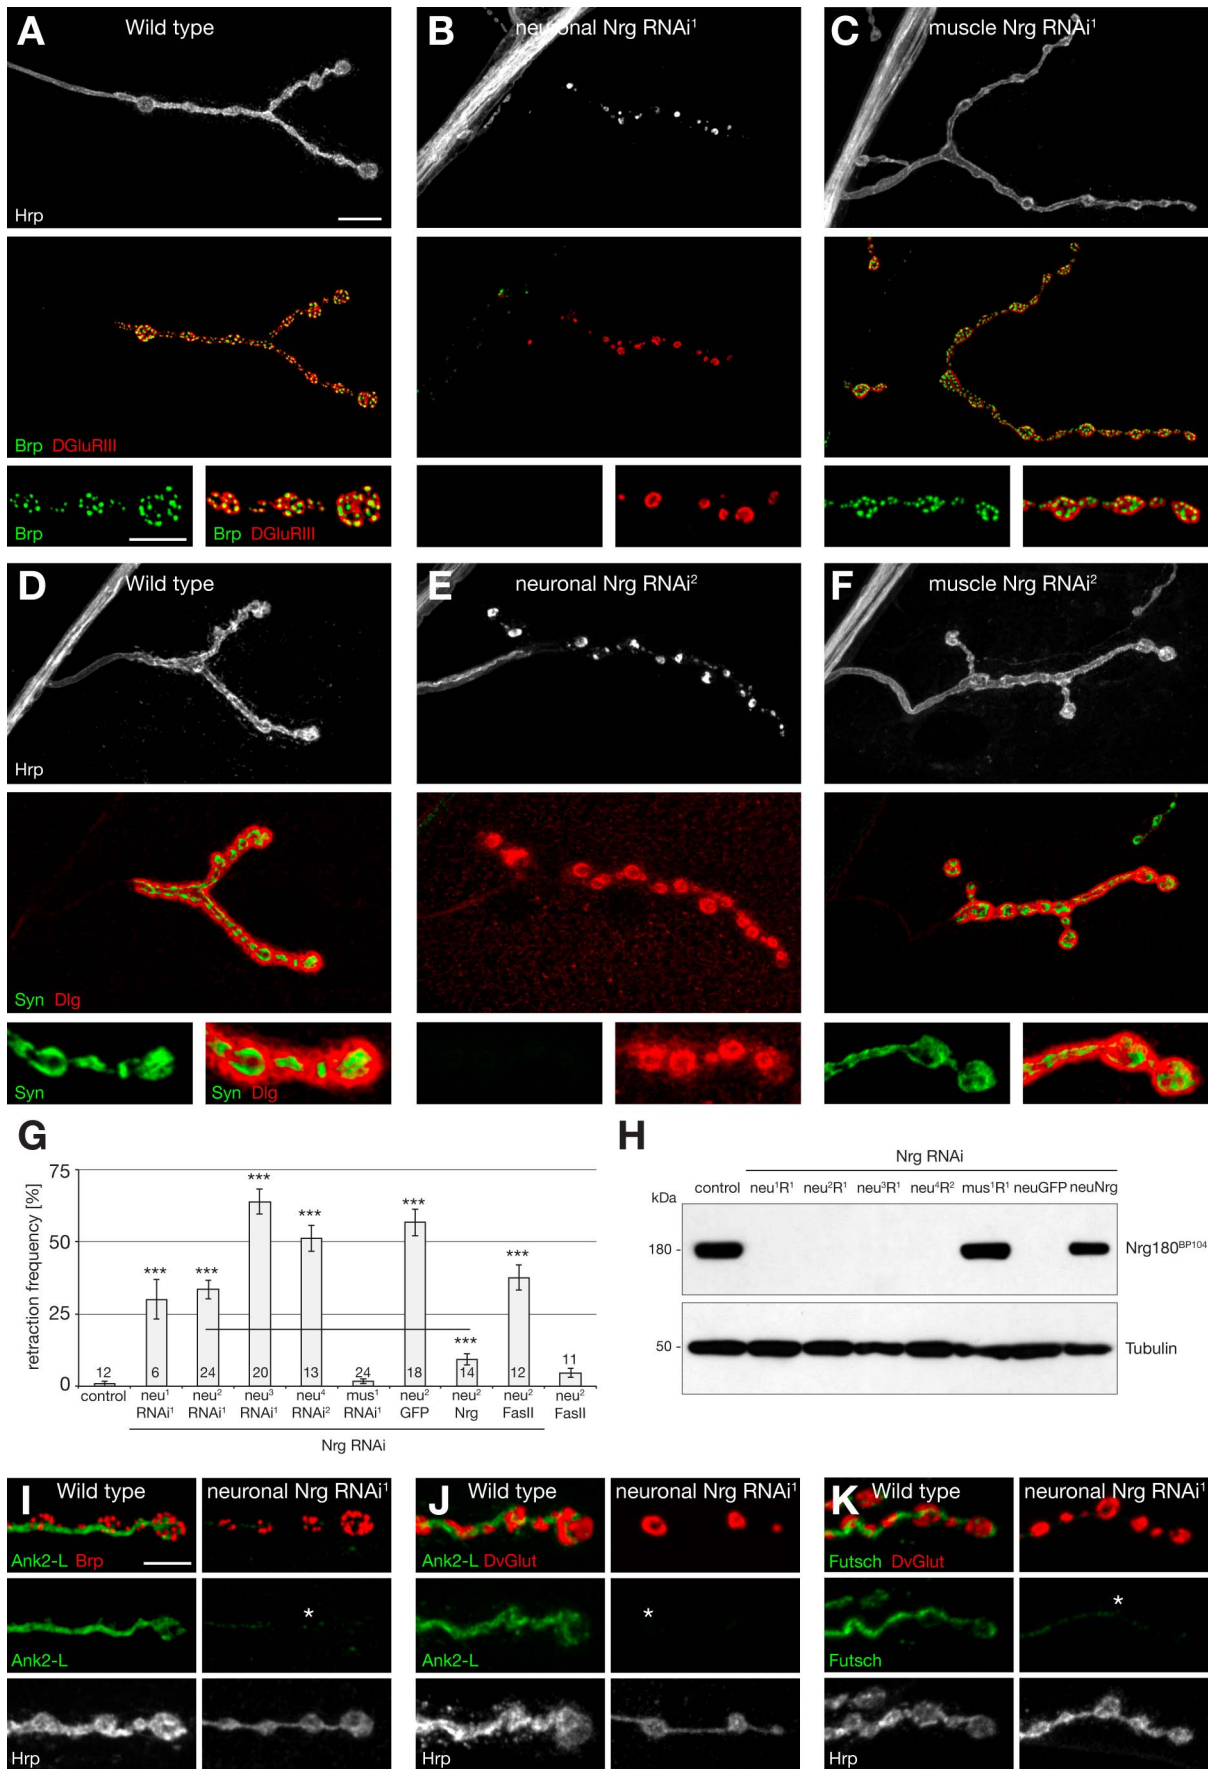 A Wild type
B neuronal Nrg RNAi¹
C muscle Nrg RNAi¹
Hrp
Brp DGluRIII
Brp
Brp DGluRIII
D Wild type
E neuronal Nrg RNAi²
F muscle Nrg RNAi²
Hrp
Syn Dlg
Syn
Syn Dlg
G
retraction frequency [%]
75
50
25
0
***
***
***
***
***
***
***
12
6
24
20
13
24
18
14
12
11
control
neu¹ RNAi¹
neu² RNAi¹
neu³ RNAi¹
neu⁴ RNAi²
mus¹ RNAi¹
neu² GFP
neu² Nrg
neu² FasII
neu² FasII
Nrg RNAi
H
Nrg RNAi
kDa
control neu¹R¹ neu²R¹ neu³R¹ neu⁴R² mus¹R¹ neuGFP neuNrg
180 -
Nrg180ᴮᴾ¹⁰⁴
50 -
Tubulin
I Wild type
neuronal Nrg RNAi¹
J Wild type
neuronal Nrg RNAi¹
K Wild type
neuronal Nrg RNAi¹
Ank2-L Brp
Ank2-L DvGlut
Futsch DvGlut
*
*
*
Ank2-L
Ank2-L
Futsch
Hrp
Hrp
Hrp